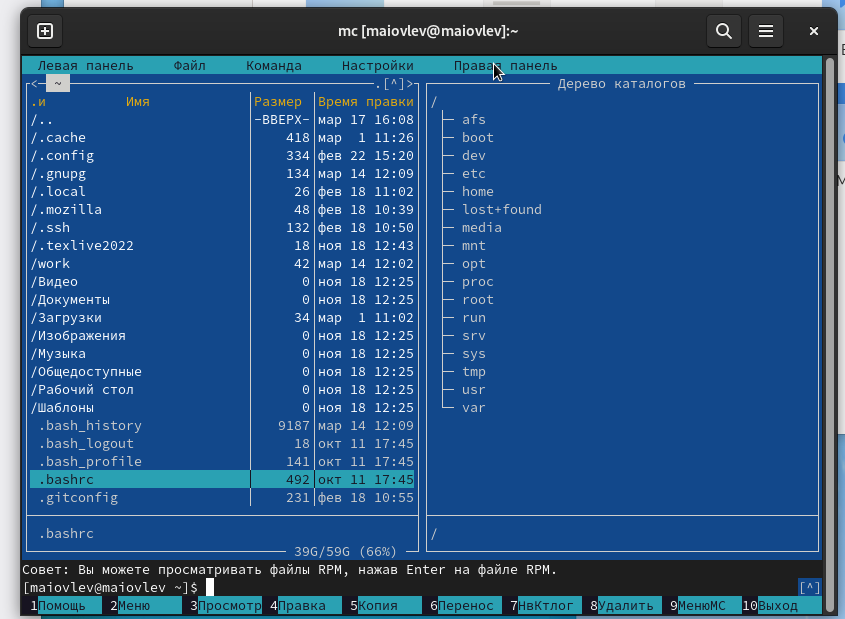 mc [maiovlev@maiovlev]:~
Левая панель Файл Команда Настройки Правая панель
<─ ~ .[^]> Дерево каталогов
.и Имя Размер Время правки /
/.. -ВВЕРХ- мар 17 16:08 afs
/.cache 418 мар 1 11:26 boot
/.config 334 фев 22 15:20 dev
/.gnupg 134 мар 14 12:09 etc
/.local 26 фев 18 11:02 home
/.mozilla 48 фев 18 10:39 lost+found
/.ssh 132 фев 18 10:50 media
/.texlive2022 18 ноя 18 12:43 mnt
/work 42 мар 14 12:02 opt
/Видео 0 ноя 18 12:25 proc
/Документы 0 ноя 18 12:25 root
/Загрузки 34 мар 1 11:02 run
/Изображения 0 ноя 18 12:25 srv
/Музыка 0 ноя 18 12:25 sys
/Общедоступные 0 ноя 18 12:25 tmp
/Рабочий стол 0 ноя 18 12:25 usr
/Шаблоны 0 ноя 18 12:25 var
.bash_history 9187 мар 14 12:09
.bash_logout 18 окт 11 17:45
.bash_profile 141 окт 11 17:45
.bashrc 492 окт 11 17:45
.gitconfig 231 фев 18 10:55
.bashrc /
39G/59G (66%)
Совет: Вы можете просматривать файлы RPM, нажав Enter на файле RPM.
[maiovlev@maiovlev ~]$ [^]
1Помощь 2Меню 3Просмотр 4Правка 5Копия 6Перенос 7НвКтлог 8Удалить 9МенюMC 10Выход